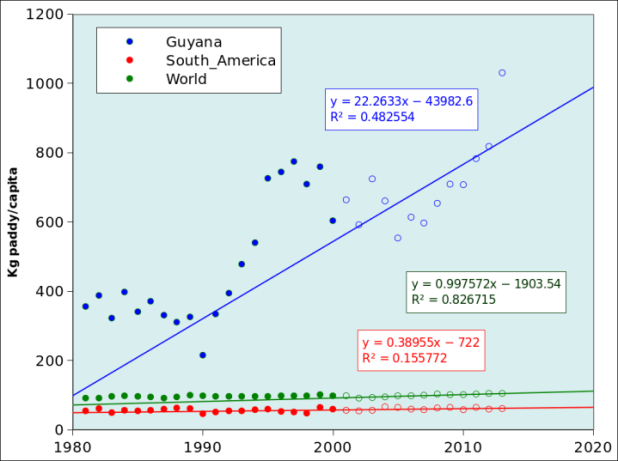 1200
Guyana
South_America
World
1000
y = 22.2633x − 43982.6
R² = 0.482554
800
Kg paddy/capita
600
y = 0.997572x − 1903.54
R² = 0.826715
400
y = 0.38955x − 722
R² = 0.155772
200
0
1980
1990
2000
2010
2020